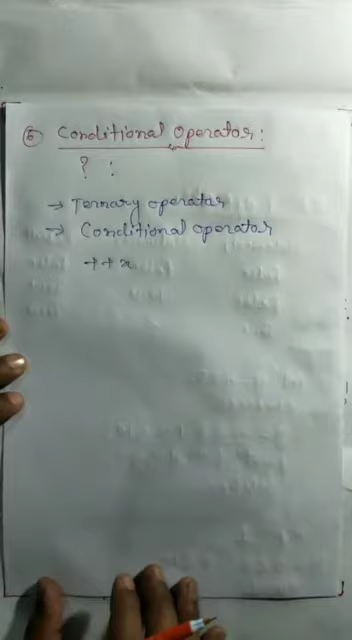 ⑥ Conditional Operator:
? :
→ Ternary operator
→ Conditional operator
++x